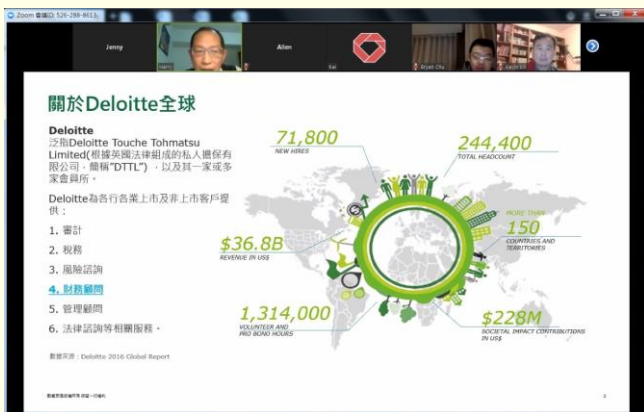 Zoom 會議ID: 526-288-8613
Jenny
Harry
Allen
Kai
Bryan Chu
關於Deloitte全球
Deloitte
泛指Deloitte Touche Tohmatsu
Limited(根據英國法律組成的私人擔保有
限公司，簡稱"DTTL") ，以及其一家或多
家會員所。
Deloitte為各行各業上市及非上市客戶提
供：
1. 審計
2. 稅務
3. 風險諮詢
4. 財務顧問
5. 管理顧問
6. 法律諮詢等相關服務。
數據來源：Deloitte 2016 Global Report
71,800
NEW HIRES
244,400
TOTAL HEADCOUNT
MORE THAN
150
COUNTRIES AND
TERRITORIES
$36.8B
REVENUE IN US$
1,314,000
VOLUNTEER AND
PRO BONO HOURS
$228M
SOCIETAL IMPACT CONTRIBUTIONS
IN US$